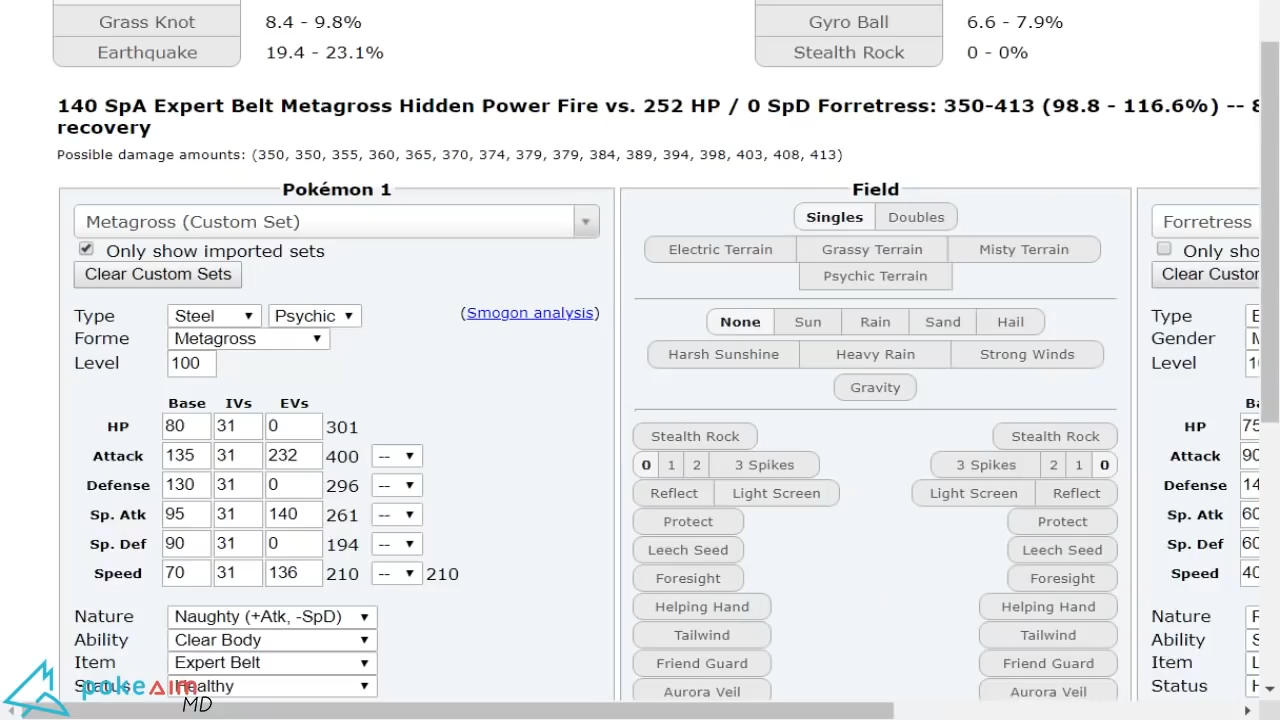 Grass Knot 8.4 - 9.8% Gyro Ball 6.6 - 7.9%
Earthquake 19.4 - 23.1% Stealth Rock 0 - 0%
140 SpA Expert Belt Metagross Hidden Power Fire vs. 252 HP / 0 SpD Forretress: 350-413 (98.8 - 116.6%) -- 8
recovery
Possible damage amounts: (350, 350, 355, 360, 365, 370, 374, 379, 379, 384, 389, 394, 398, 403, 408, 413)
Pokémon 1
Metagross (Custom Set)
Only show imported sets
Clear Custom Sets
Type Steel Psychic (Smogon analysis)
Forme Metagross
Level 100
Base IVs EVs
HP 80 31 0 301
Attack 135 31 232 400 --
Defense 130 31 0 296 --
Sp. Atk 95 31 140 261 --
Sp. Def 90 31 0 194 --
Speed 70 31 136 210 -- 210
Nature Naughty (+Atk, -SpD)
Ability Clear Body
Item Expert Belt
Status Healthy
Field
Singles Doubles
Electric Terrain Grassy Terrain Misty Terrain
Psychic Terrain
None Sun Rain Sand Hail
Harsh Sunshine Heavy Rain Strong Winds
Gravity
Stealth Rock Stealth Rock
0 1 2 3 Spikes 3 Spikes 2 1 0
Reflect Light Screen Light Screen Reflect
Protect Protect
Leech Seed Leech Seed
Foresight Foresight
Helping Hand Helping Hand
Tailwind Tailwind
Friend Guard Friend Guard
Aurora Veil Aurora Veil
Forretress
Only sho
Clear Custor
Type E
Gender M
Level 10
Ba
HP 75
Attack 90
Defense 14
Sp. Atk 60
Sp. Def 60
Speed 40
Nature
Ability
Item L
Status H
pokeaim
MD